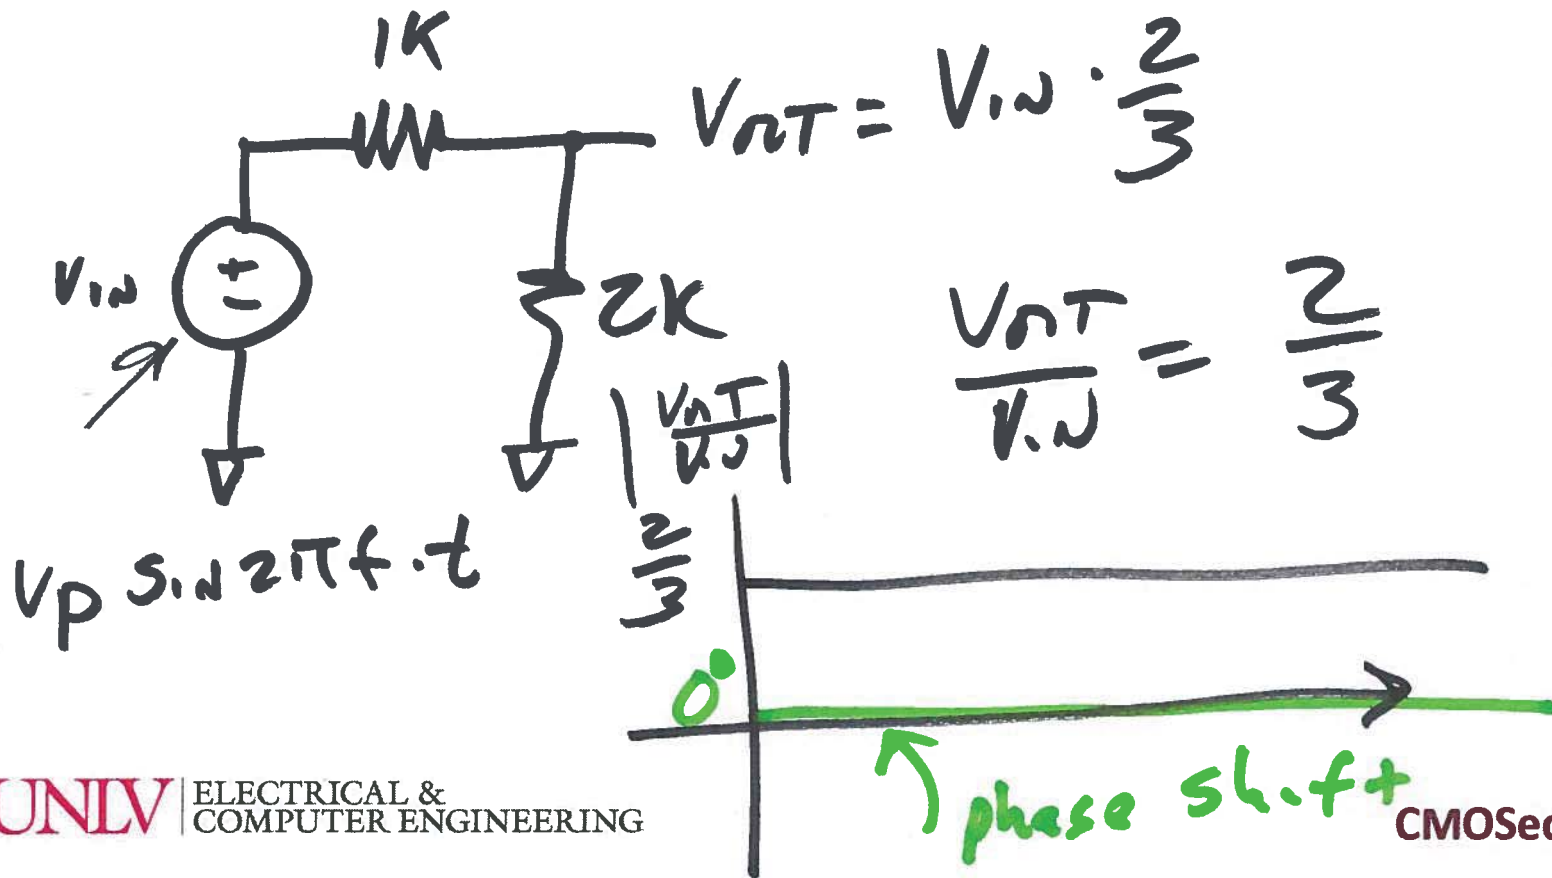 1K
VOUT = VIN · 2/3
VIN
+
−
2K
VOUT/VIN = 2/3
|VOUT/VIN|
VP SIN 2πf·t
2/3
0°
phase shift
UNLV
ELECTRICAL &
COMPUTER ENGINEERING
CMOSed